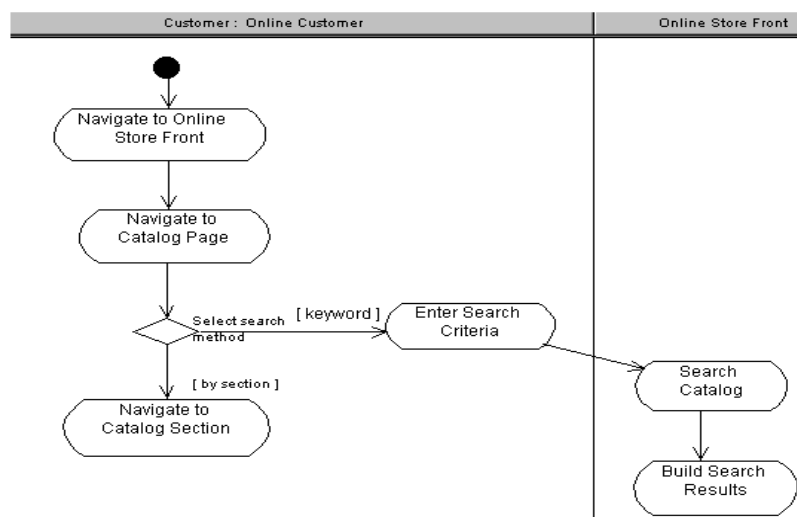 Customer : Online Customer
Online Store Front
Navigate to Online
Store Front
Navigate to
Catalog Page
Select search
method
[ keyword ]
Enter Search
Criteria
Search
Catalog
[ by section ]
Navigate to
Catalog Section
Build Search
Results